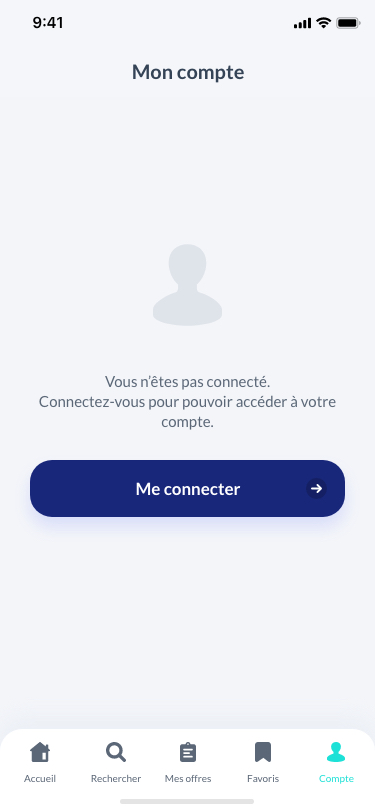 9:41
Mon compte
Vous n'êtes pas connecté.
Connectez-vous pour pouvoir accéder à votre
compte.
Me connecter
Accueil
Rechercher
Mes offres
Favoris
Compte